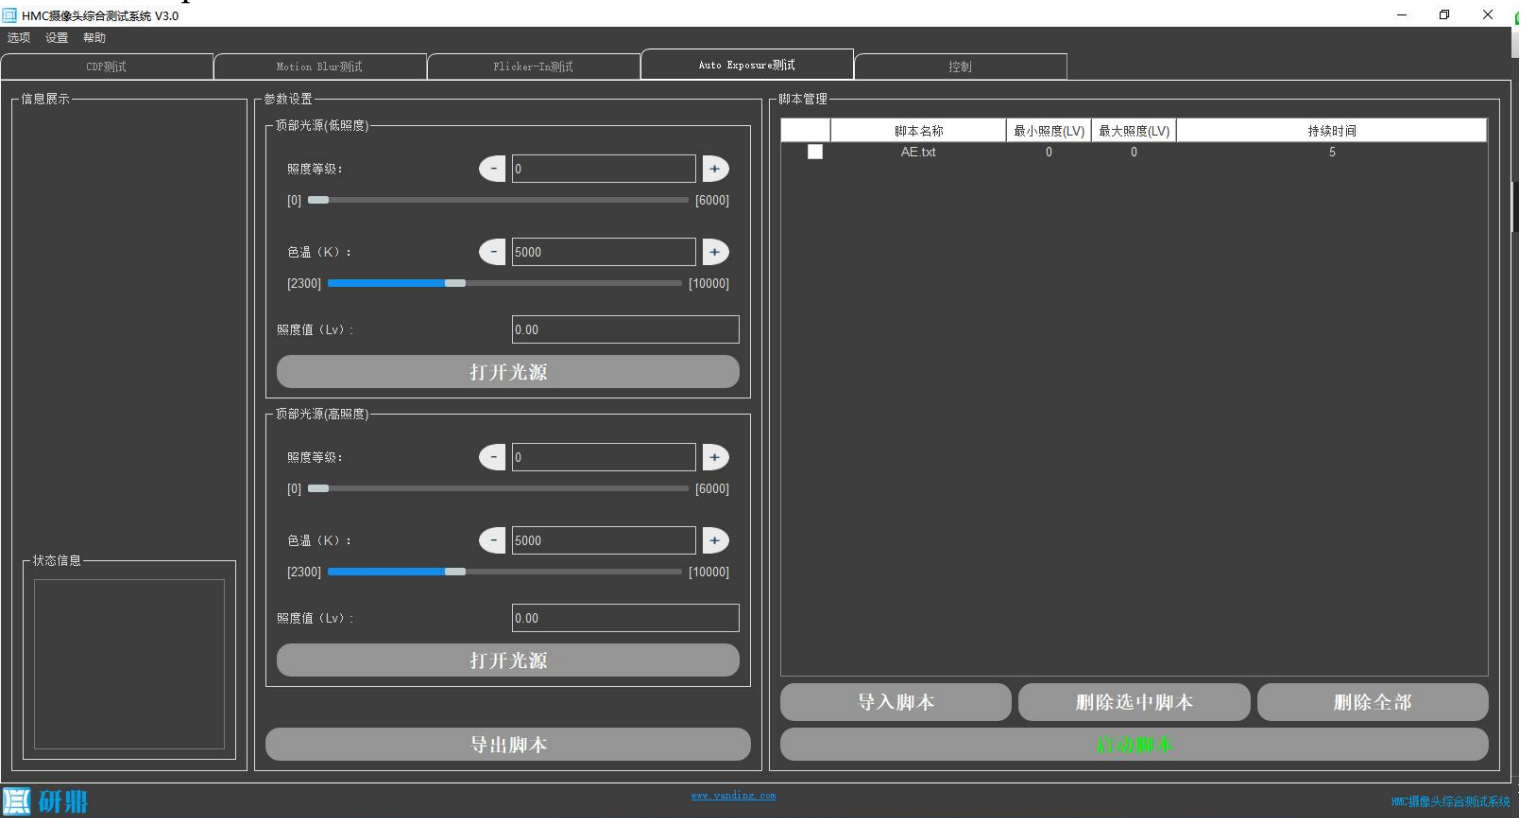 HMC摄像头综合测试系统 V3.0
选项 设置 帮助
CDP测试 Motion Blur测试 Flicker-In测试 Auto Exposure测试 控制
信息展示
状态信息
参数设置
顶部光源(低照度)
照度等级: - 0 +
[0] [6000]
色温（K）: - 5000 +
[2300] [10000]
照度值（Lv）: 0.00
打开光源
顶部光源(高照度)
照度等级: - 0 +
[0] [6000]
色温（K）: - 5000 +
[2300] [10000]
照度值（Lv）: 0.00
打开光源
导出脚本
脚本管理
脚本名称 最小照度(LV) 最大照度(LV) 持续时间
AE.txt 0 0 5
导入脚本 删除选中脚本 删除全部
启动脚本
研鼎
www.yanding.com
HMC摄像头综合测试系统